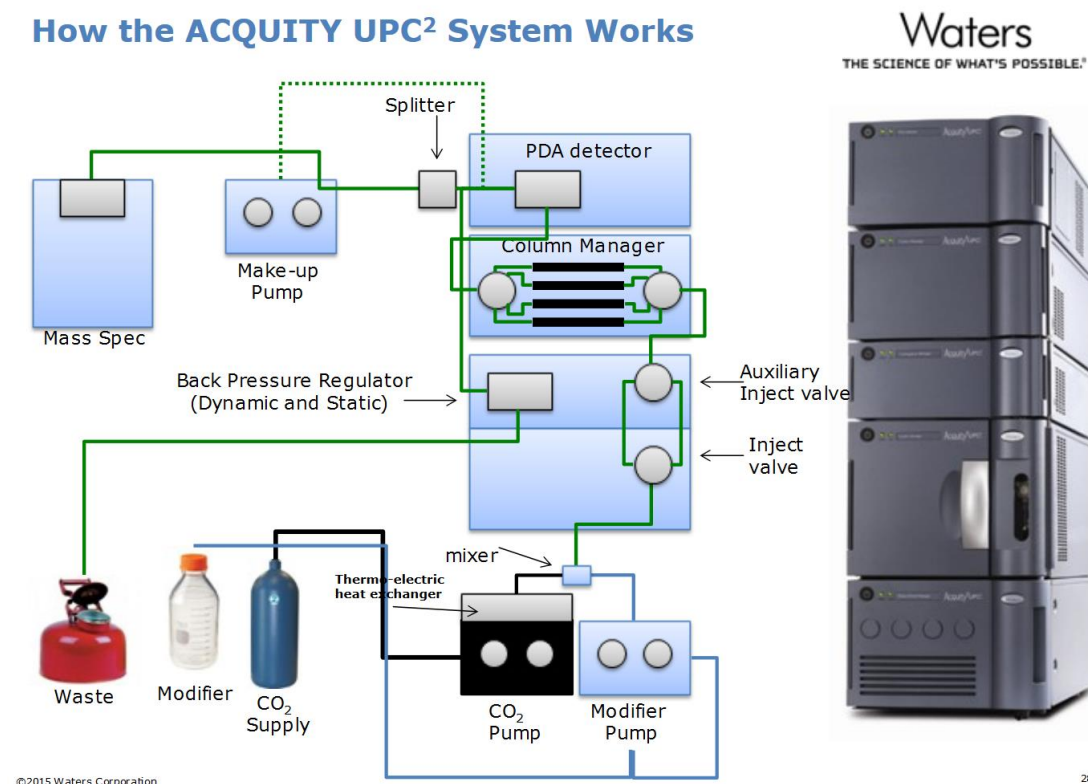 How the ACQUITY UPC² System Works
Waters
THE SCIENCE OF WHAT'S POSSIBLE.®
Splitter
PDA detector
Column Manager
Make-up
Pump
Mass Spec
Back Pressure Regulator
(Dynamic and Static)
Auxiliary
Inject valve
Inject
valve
mixer
Thermo-electric
heat exchanger
Waste
Modifier
CO₂
Supply
CO₂
Pump
Modifier
Pump
©2015 Waters Corporation